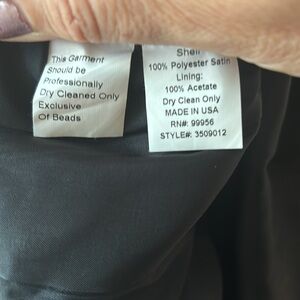 This Garment
Should be
Professionally
Dry Cleaned Only
Exclusive
Of Beads
Shell
100% Polyester Satin
Lining:
100% Acetate
Dry Clean Only
MADE IN USA
RN#: 99956
STYLE#: 3509012